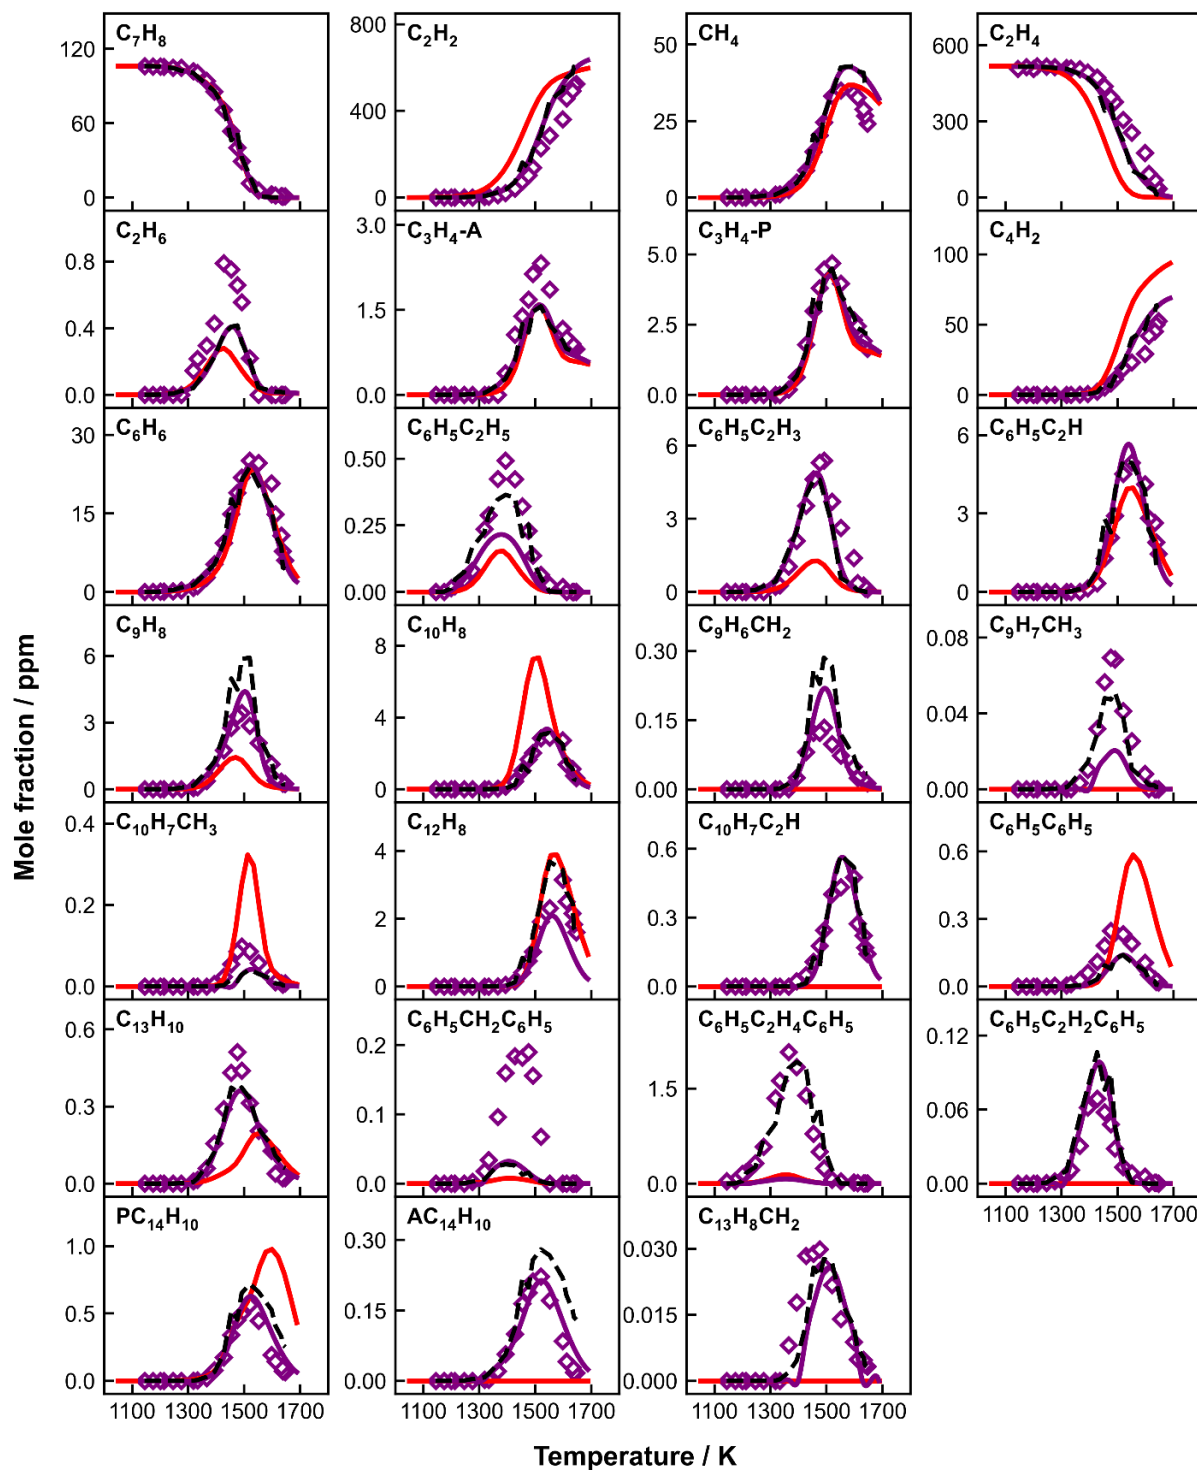 C₇H₈
C₂H₂
CH₄
C₂H₄
120
60
0
800
400
0
50
25
0
600
300
0
C₂H₆
C₃H₄-A
C₃H₄-P
C₄H₂
0.8
0.4
0.0
3.0
1.5
0.0
5.0
2.5
0.0
100
50
0
C₆H₆
C₆H₅C₂H₅
C₆H₅C₂H₃
C₆H₅C₂H
30
15
0
0.50
0.25
0.00
6
3
0
6
3
0
C₉H₈
C₁₀H₈
C₉H₆CH₂
C₉H₇CH₃
6
3
0
8
4
0
0.30
0.15
0.00
0.08
0.04
0.00
C₁₀H₇CH₃
C₁₂H₈
C₁₀H₇C₂H
C₆H₅C₆H₅
0.4
0.2
0.0
4
2
0
0.6
0.3
0.0
0.6
0.3
0.0
C₁₃H₁₀
C₆H₅CH₂C₆H₅
C₆H₅C₂H₄C₆H₅
C₆H₅C₂H₂C₆H₅
0.6
0.3
0.0
0.2
0.1
0.0
1.5
0.0
0.12
0.06
0.00
1100 1300 1500 1700
PC₁₄H₁₀
AC₁₄H₁₀
C₁₃H₈CH₂
1.0
0.5
0.0
0.30
0.15
0.00
0.030
0.015
0.000
1100 1300 1500 1700
1100 1300 1500 1700
1100 1300 1500 1700
Mole fraction / ppm
Temperature / K